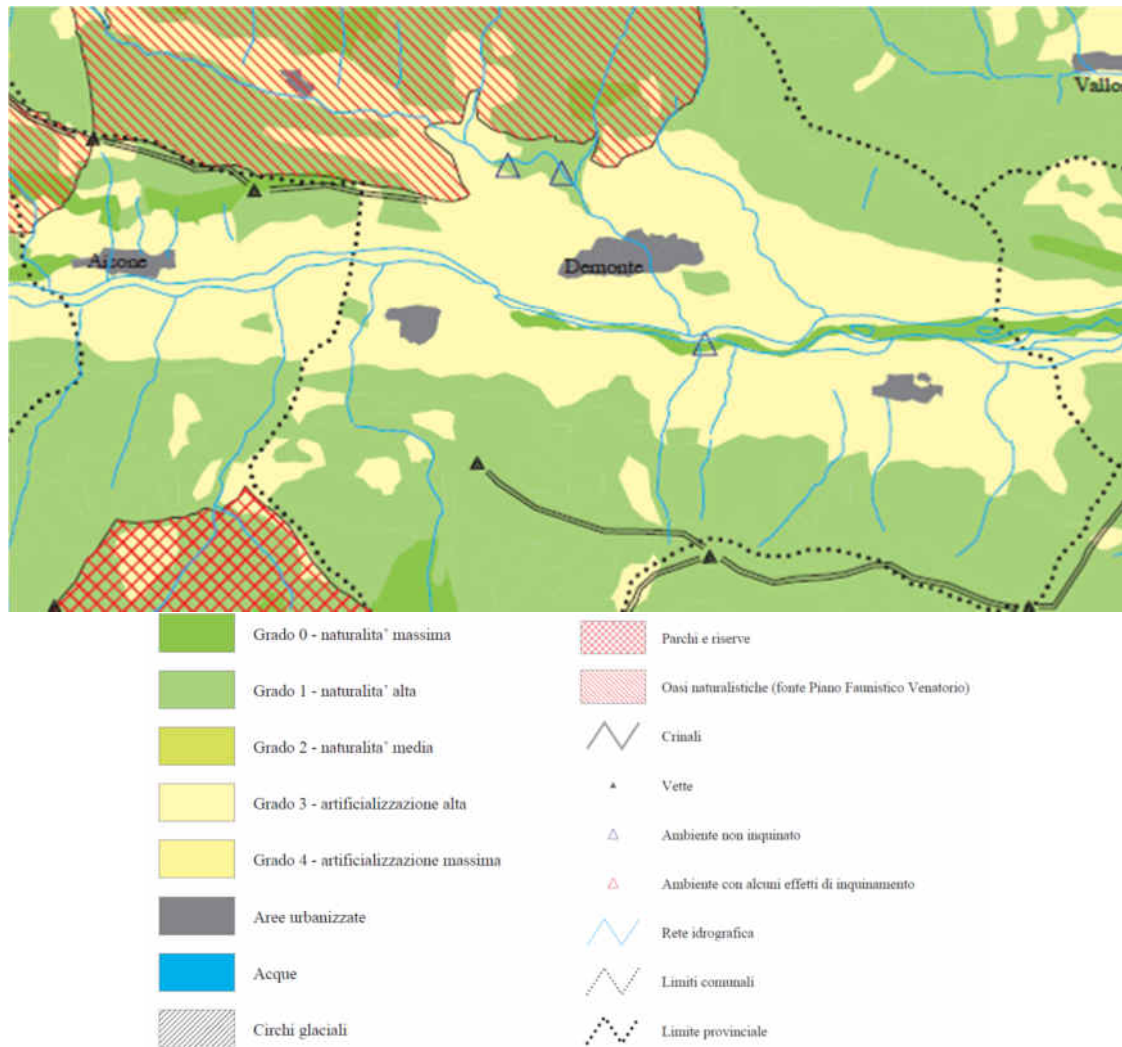 Vallo
Aisone
Demonte
Grado 0 - naturalita' massima
Grado 1 - naturalita' alta
Grado 2 - naturalita' media
Grado 3 - artificializzazione alta
Grado 4 - artificializzazione massima
Aree urbanizzate
Acque
Circhi glaciali
Parchi e riserve
Oasi naturalistiche (fonte Piano Faunistico Venatorio)
Crinali
Vette
Ambiente non inquinato
Ambiente con alcuni effetti di inquinamento
Rete idrografica
Limiti comunali
Limite provinciale